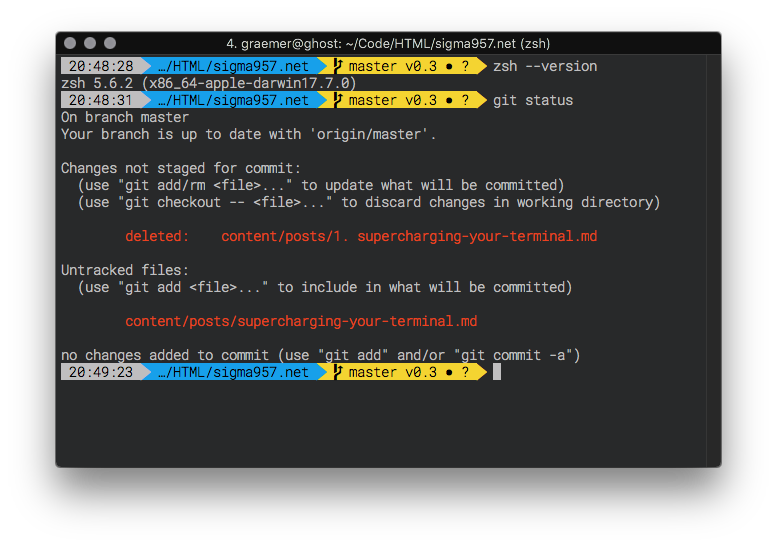 4. graemer@ghost: ~/Code/HTML/sigma957.net (zsh)
20:48:28 …/HTML/sigma957.net master v0.3 ● ? zsh --version
zsh 5.6.2 (x86_64-apple-darwin17.7.0)
20:48:31 …/HTML/sigma957.net master v0.3 ● ? git status
On branch master
Your branch is up to date with 'origin/master'.
Changes not staged for commit:
(use "git add/rm <file>..." to update what will be committed)
(use "git checkout -- <file>..." to discard changes in working directory)
deleted: content/posts/1. supercharging-your-terminal.md
Untracked files:
(use "git add <file>..." to include in what will be committed)
content/posts/supercharging-your-terminal.md
no changes added to commit (use "git add" and/or "git commit -a")
20:49:23 …/HTML/sigma957.net master v0.3 ● ?